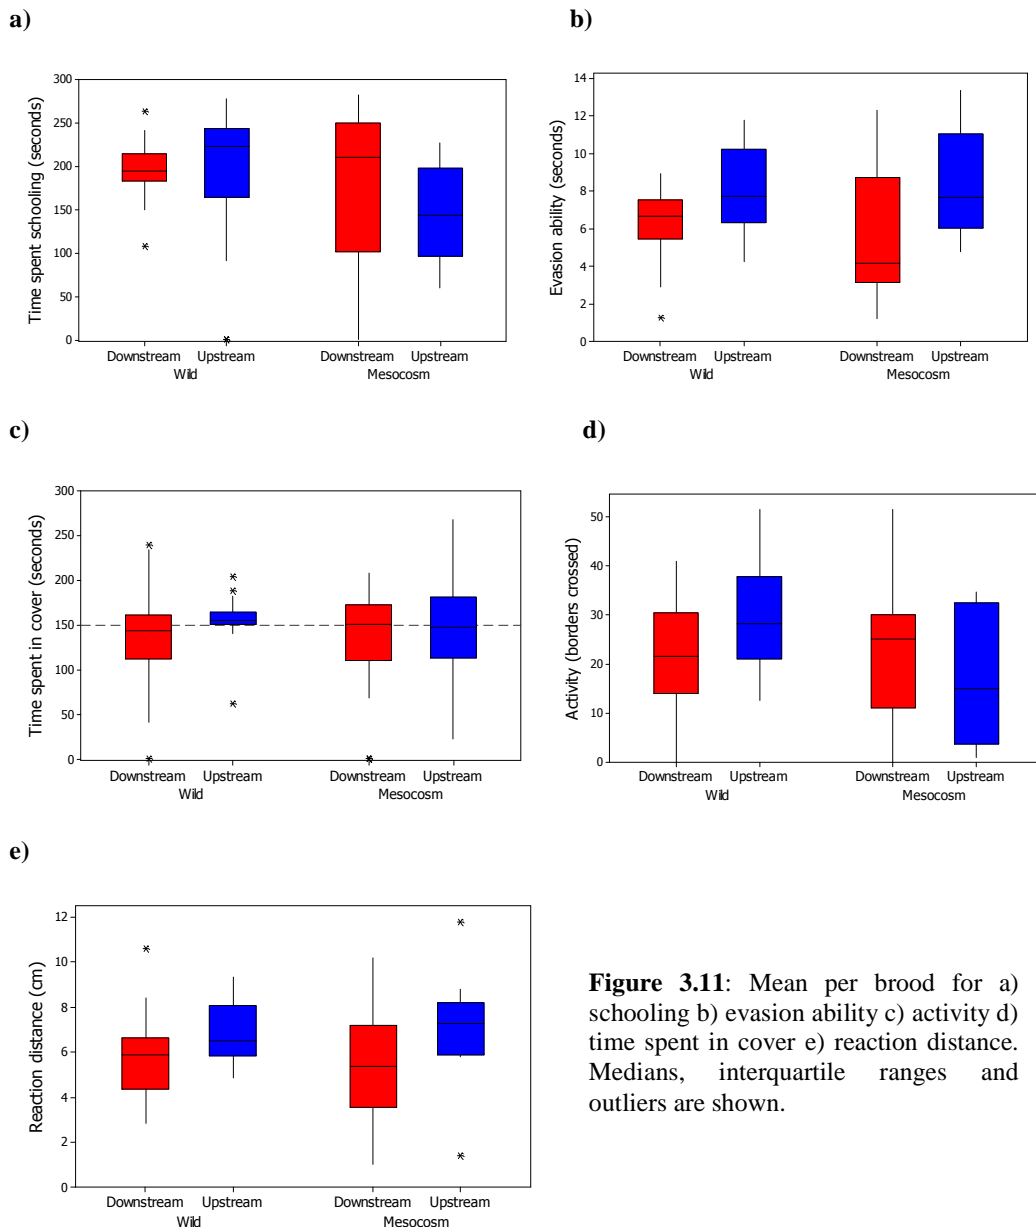 a)
Time spent schooling (seconds)
300
250
200
150
100
50
0
Downstream Upstream Downstream Upstream
Wild Mesocosm
b)
Evasion ability (seconds)
14
12
10
8
6
4
2
0
Downstream Upstream Downstream Upstream
Wild Mesocosm
c)
Time spent in cover (seconds)
300
250
200
150
100
50
0
Downstream Upstream Downstream Upstream
Wild Mesocosm
d)
Activity (borders crossed)
50
40
30
20
10
0
Downstream Upstream Downstream Upstream
Wild Mesocosm
e)
Reaction distance (cm)
12
10
8
6
4
2
0
Downstream Upstream Downstream Upstream
Wild Mesocosm
Figure 3.11: Mean per brood for a)
schooling b) evasion ability c) activity d)
time spent in cover e) reaction distance.
Medians, interquartile ranges and
outliers are shown.